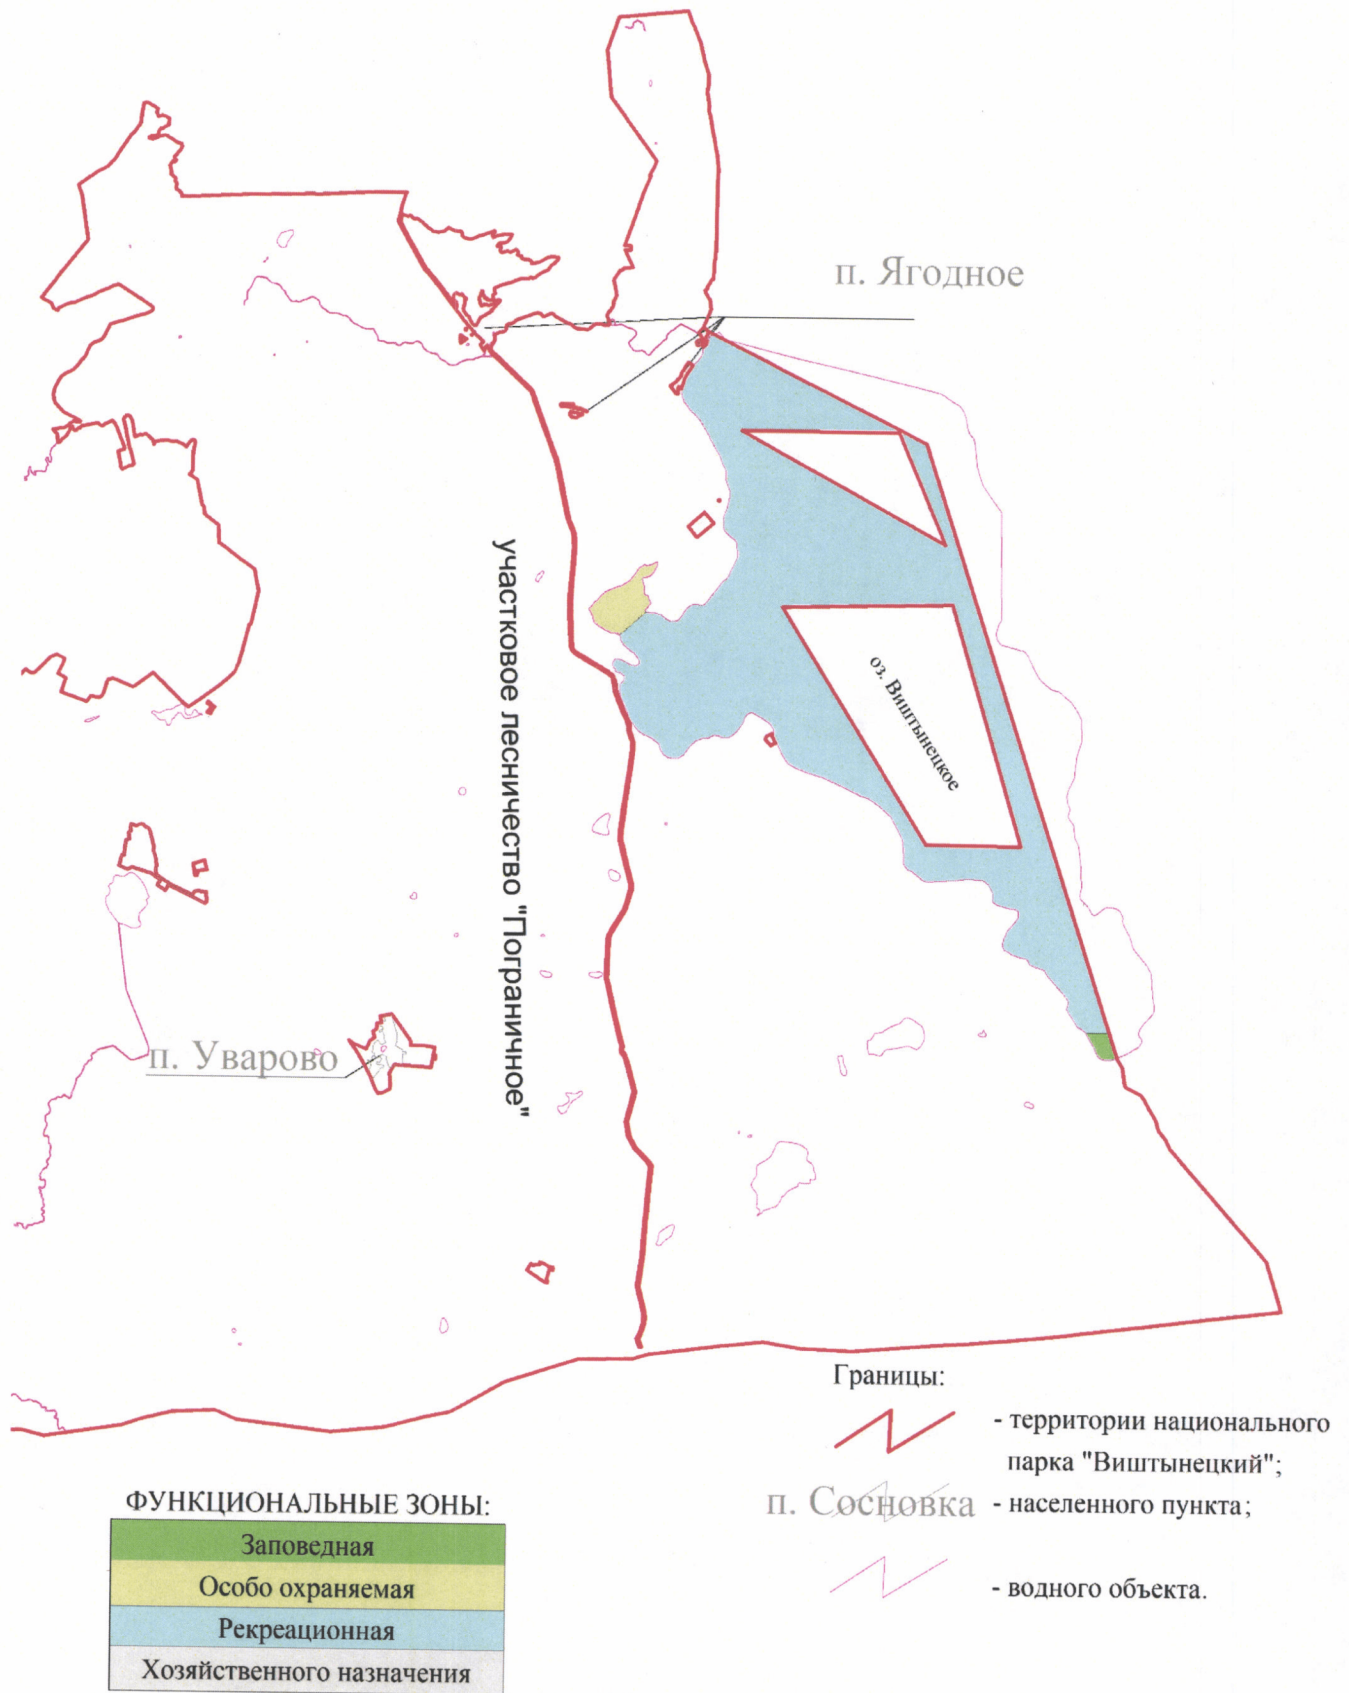 п. Ягодное
участковое лесничество "Пограничное"
оз. Виштынецкое
п. Уварово
Границы:
- территории национального
парка "Виштынецкий";
п. Сосновка - населенного пункта;
- водного объекта.
ФУНКЦИОНАЛЬНЫЕ ЗОНЫ:
Заповедная
Особо охраняемая
Рекреационная
Хозяйственного назначения